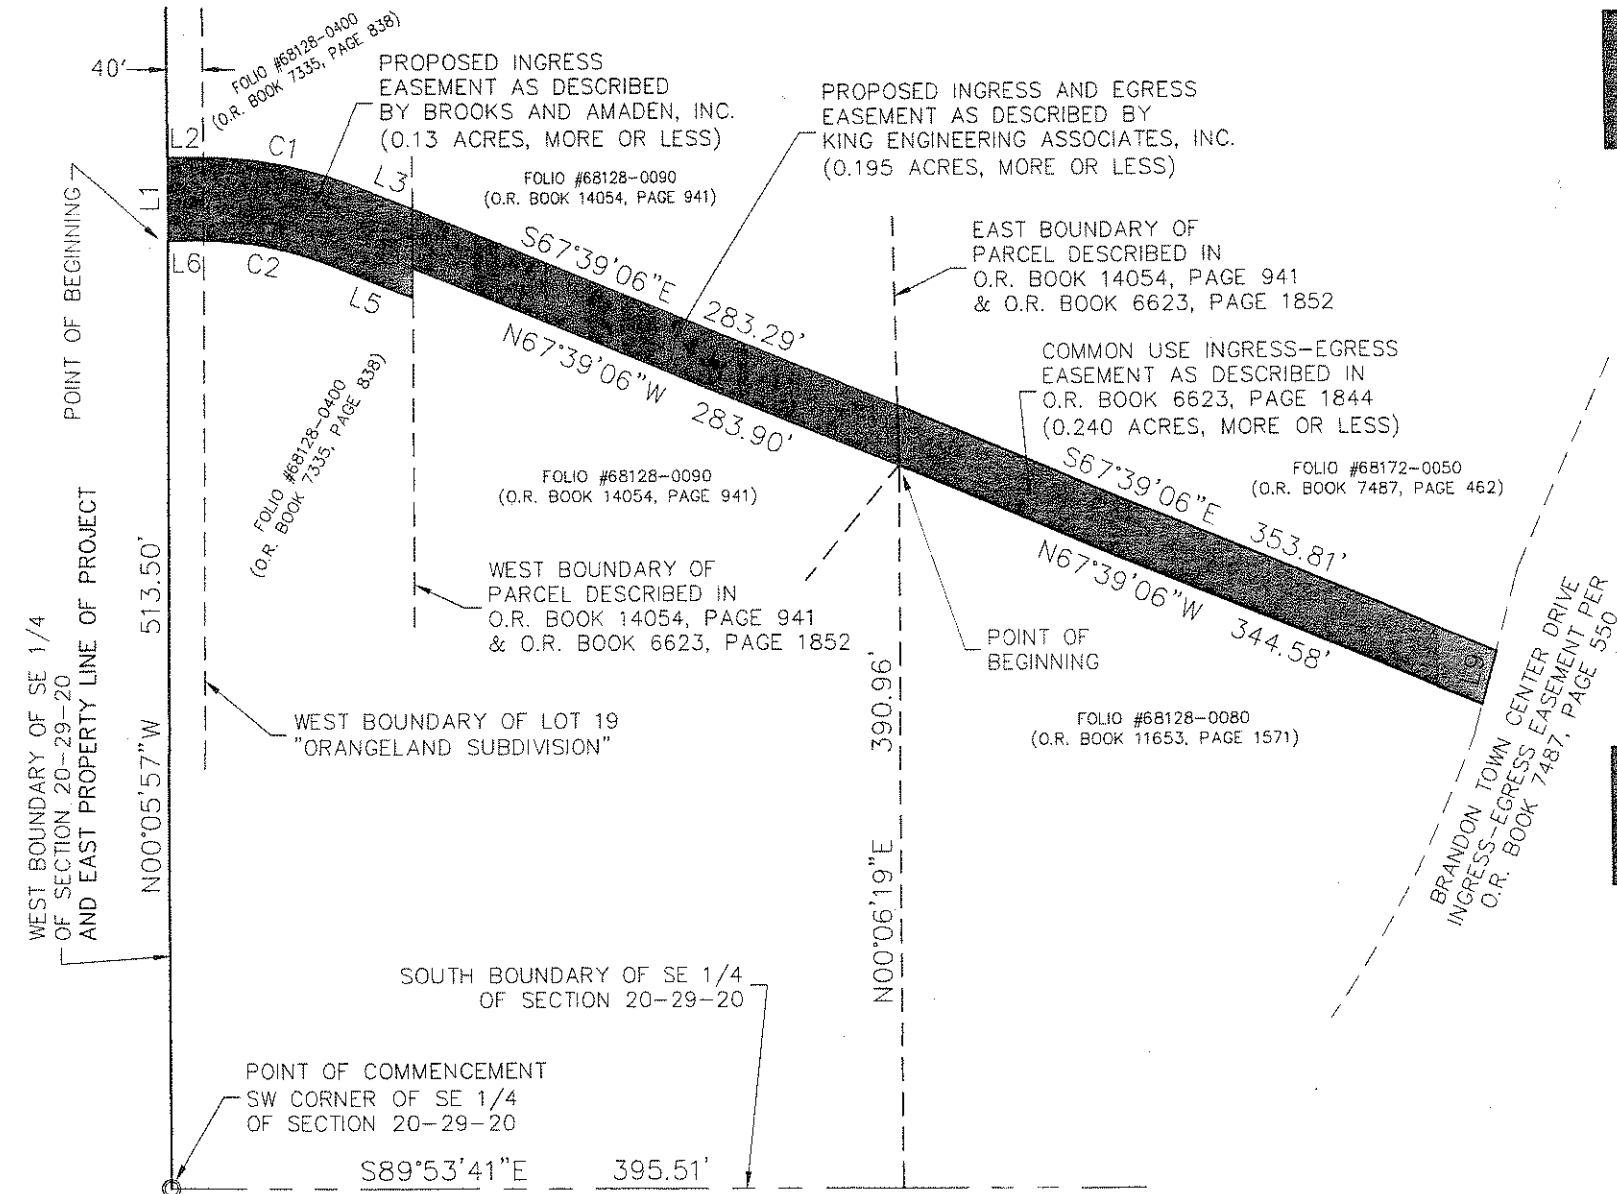 40'
FOLIO #68128-0400
(O.R. BOOK 7335, PAGE 838)
PROPOSED INGRESS
EASEMENT AS DESCRIBED
BY BROOKS AND AMADEN, INC.
(0.13 ACRES, MORE OR LESS)
PROPOSED INGRESS AND EGRESS
EASEMENT AS DESCRIBED BY
KING ENGINEERING ASSOCIATES, INC.
(0.195 ACRES, MORE OR LESS)
L2
C1
L3
L1
FOLIO #68128-0090
(O.R. BOOK 14054, PAGE 941)
POINT OF BEGINNING
L6
C2
L5
S67°39'06"E 283.29'
N67°39'06"W 283.90'
EAST BOUNDARY OF
PARCEL DESCRIBED IN
O.R. BOOK 14054, PAGE 941
& O.R. BOOK 6623, PAGE 1852
COMMON USE INGRESS-EGRESS
EASEMENT AS DESCRIBED IN
O.R. BOOK 6623, PAGE 1844
(0.240 ACRES, MORE OR LESS)
FOLIO #68128-0400
(O.R. BOOK 7335, PAGE 838)
FOLIO #68128-0090
(O.R. BOOK 14054, PAGE 941)
S67°39'06"E 353.81'
N67°39'06"W 344.58'
FOLIO #68172-0050
(O.R. BOOK 7487, PAGE 462)
WEST BOUNDARY OF
PARCEL DESCRIBED IN
O.R. BOOK 14054, PAGE 941
& O.R. BOOK 6623, PAGE 1852
POINT OF
BEGINNING
L9
BRANDON TOWN CENTER DRIVE
INGRESS-EGRESS EASEMENT PER
O.R. BOOK 7487, PAGE 550
WEST BOUNDARY OF SE 1/4
OF SECTION 20-29-20
AND EAST PROPERTY LINE OF PROJECT
N00°05'57"W 513.50'
WEST BOUNDARY OF LOT 19
"ORANGELAND SUBDIVISION"
N00°06'19"E 390.96'
FOLIO #68128-0080
(O.R. BOOK 11653, PAGE 1571)
SOUTH BOUNDARY OF SE 1/4
OF SECTION 20-29-20
POINT OF COMMENCEMENT
SW CORNER OF SE 1/4
OF SECTION 20-29-20
S89°53'41"E 395.51'